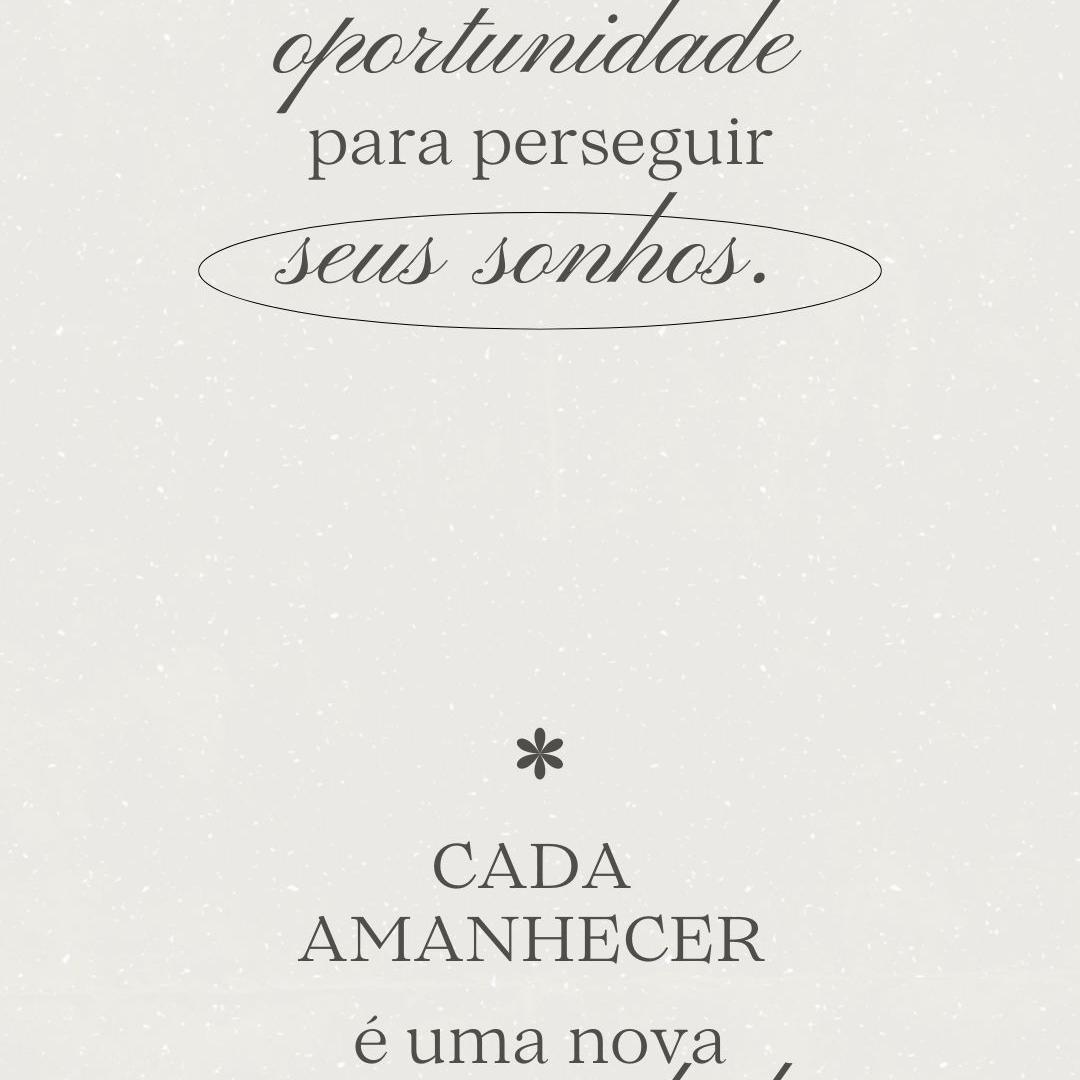 oportunidade
para perseguir
seus sonhos.
*
CADA
AMANHECER
é uma nova